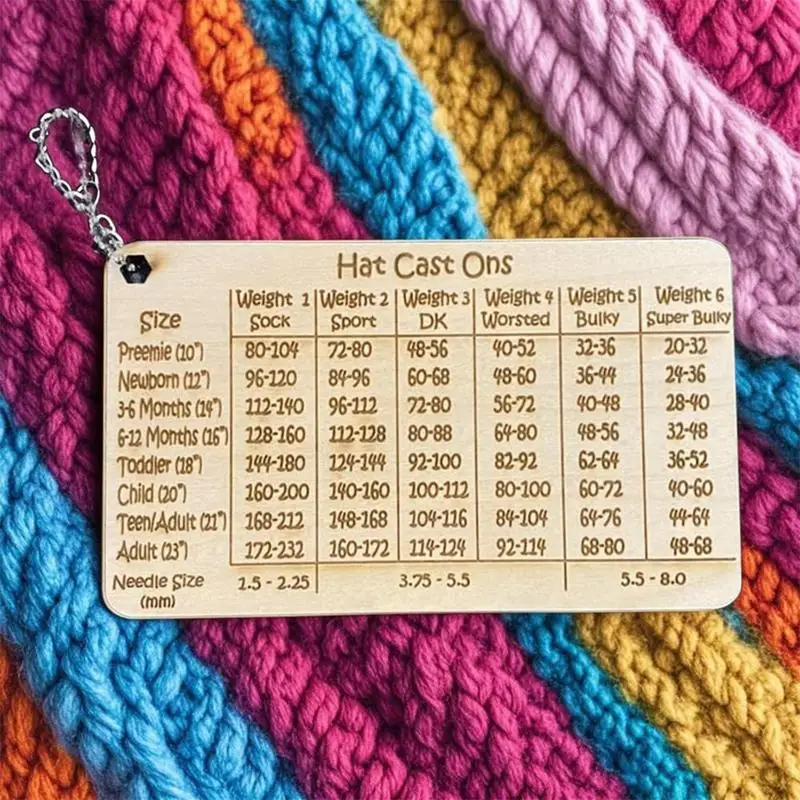 Hat Cast Ons
Size Weight 1 Sock Weight 2 Sport Weight 3 DK Weight 4 Worsted Weight 5 Bulky Weight 6 Super Bulky
Preemie (10") 80-104 72-80 48-56 40-52 32-36 20-32
Newborn (12") 96-120 84-96 60-68 48-60 36-44 24-36
3-6 Months (14") 112-140 96-112 72-80 56-72 40-48 28-40
6-12 Months (16") 128-160 112-128 80-88 64-80 48-56 32-48
Toddler (18") 144-180 124-144 92-100 82-92 62-64 36-52
Child (20") 160-200 140-160 100-112 80-100 60-72 40-60
Teen/Adult (21") 168-212 148-168 104-116 84-104 64-76 44-64
Adult (23") 172-232 160-172 114-124 92-114 68-80 48-68
Needle Size (mm) 1.5 - 2.25 3.75 - 5.5 5.5 - 8.0